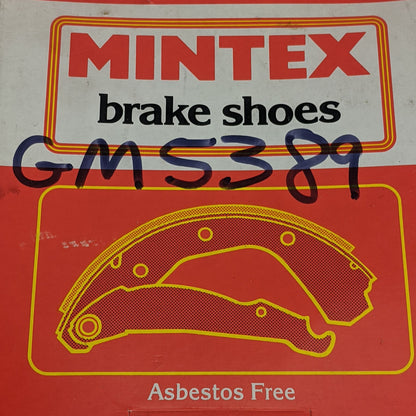 MINTEX
brake shoes
GMS389
Asbestos Free